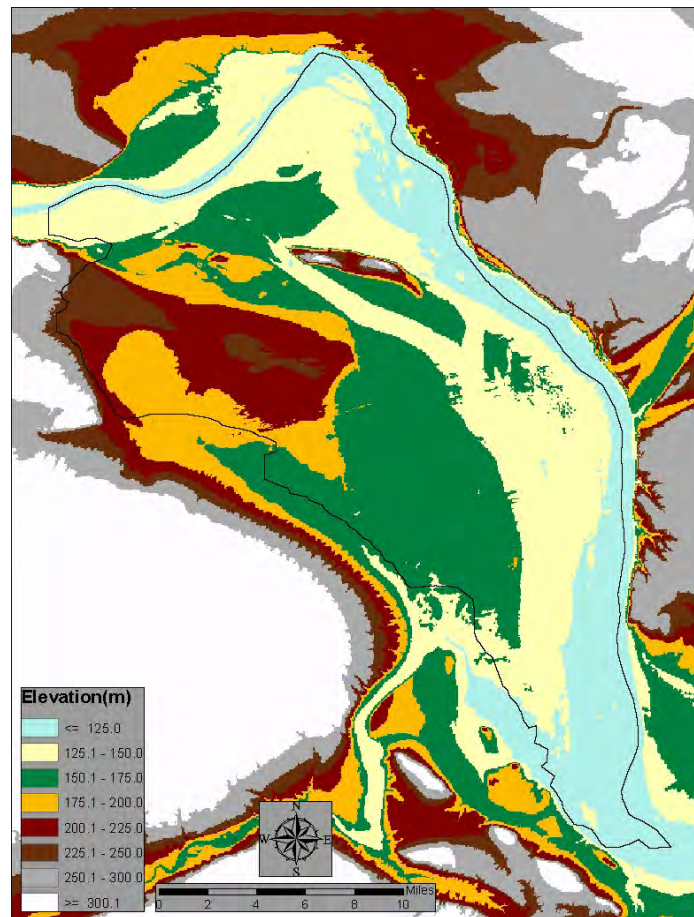 Elevation(m)
<= 125.0
125.1 - 150.0
150.1 - 175.0
175.1 - 200.0
200.1 - 225.0
225.1 - 250.0
250.1 - 300.0
>= 300.1
N
W E
S
Miles
0 2 4 6 8 10